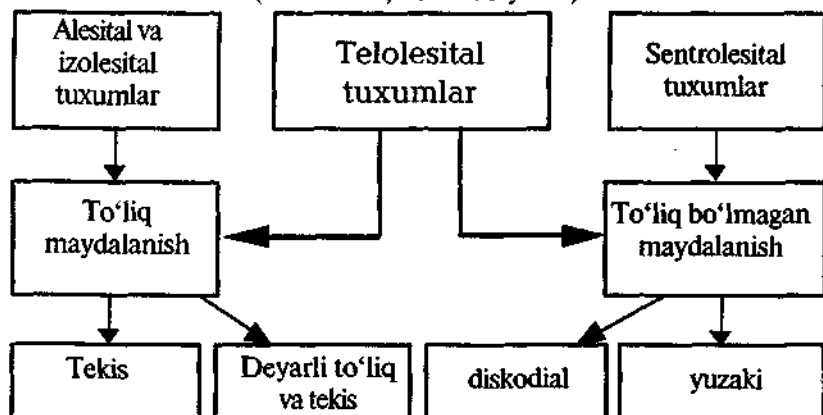 Alesital va
izolesital
tuxumlar
Telolesital
tuxumlar
Sentrolesital
tuxumlar
To‘liq
maydalanish
To‘liq bo‘lmagan
maydalanish
Tekis
Deyarli to‘liq
va tekis
diskodial
yuzaki